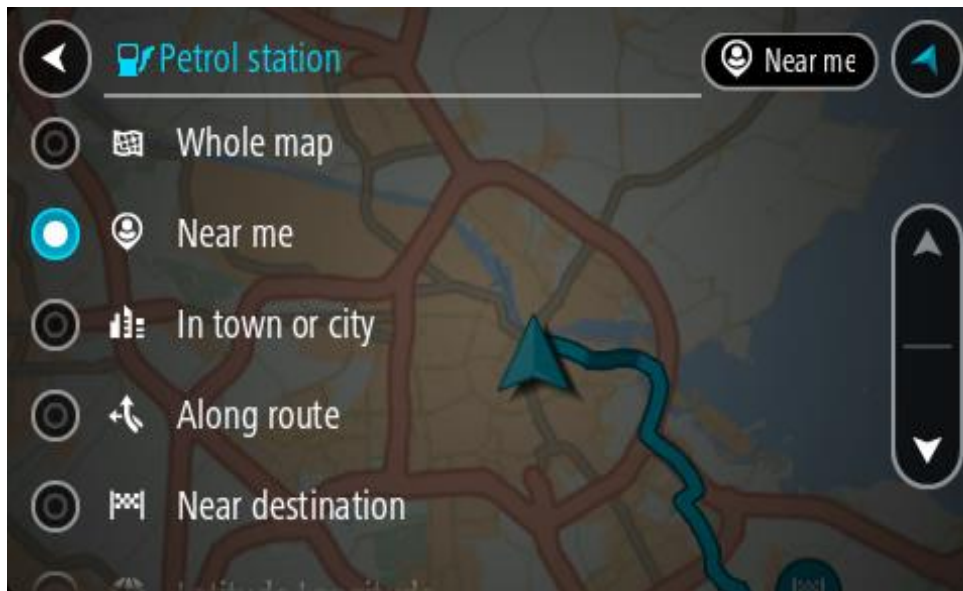 Petrol station
Near me
Whole map
Near me
In town or city
Along route
Near destination